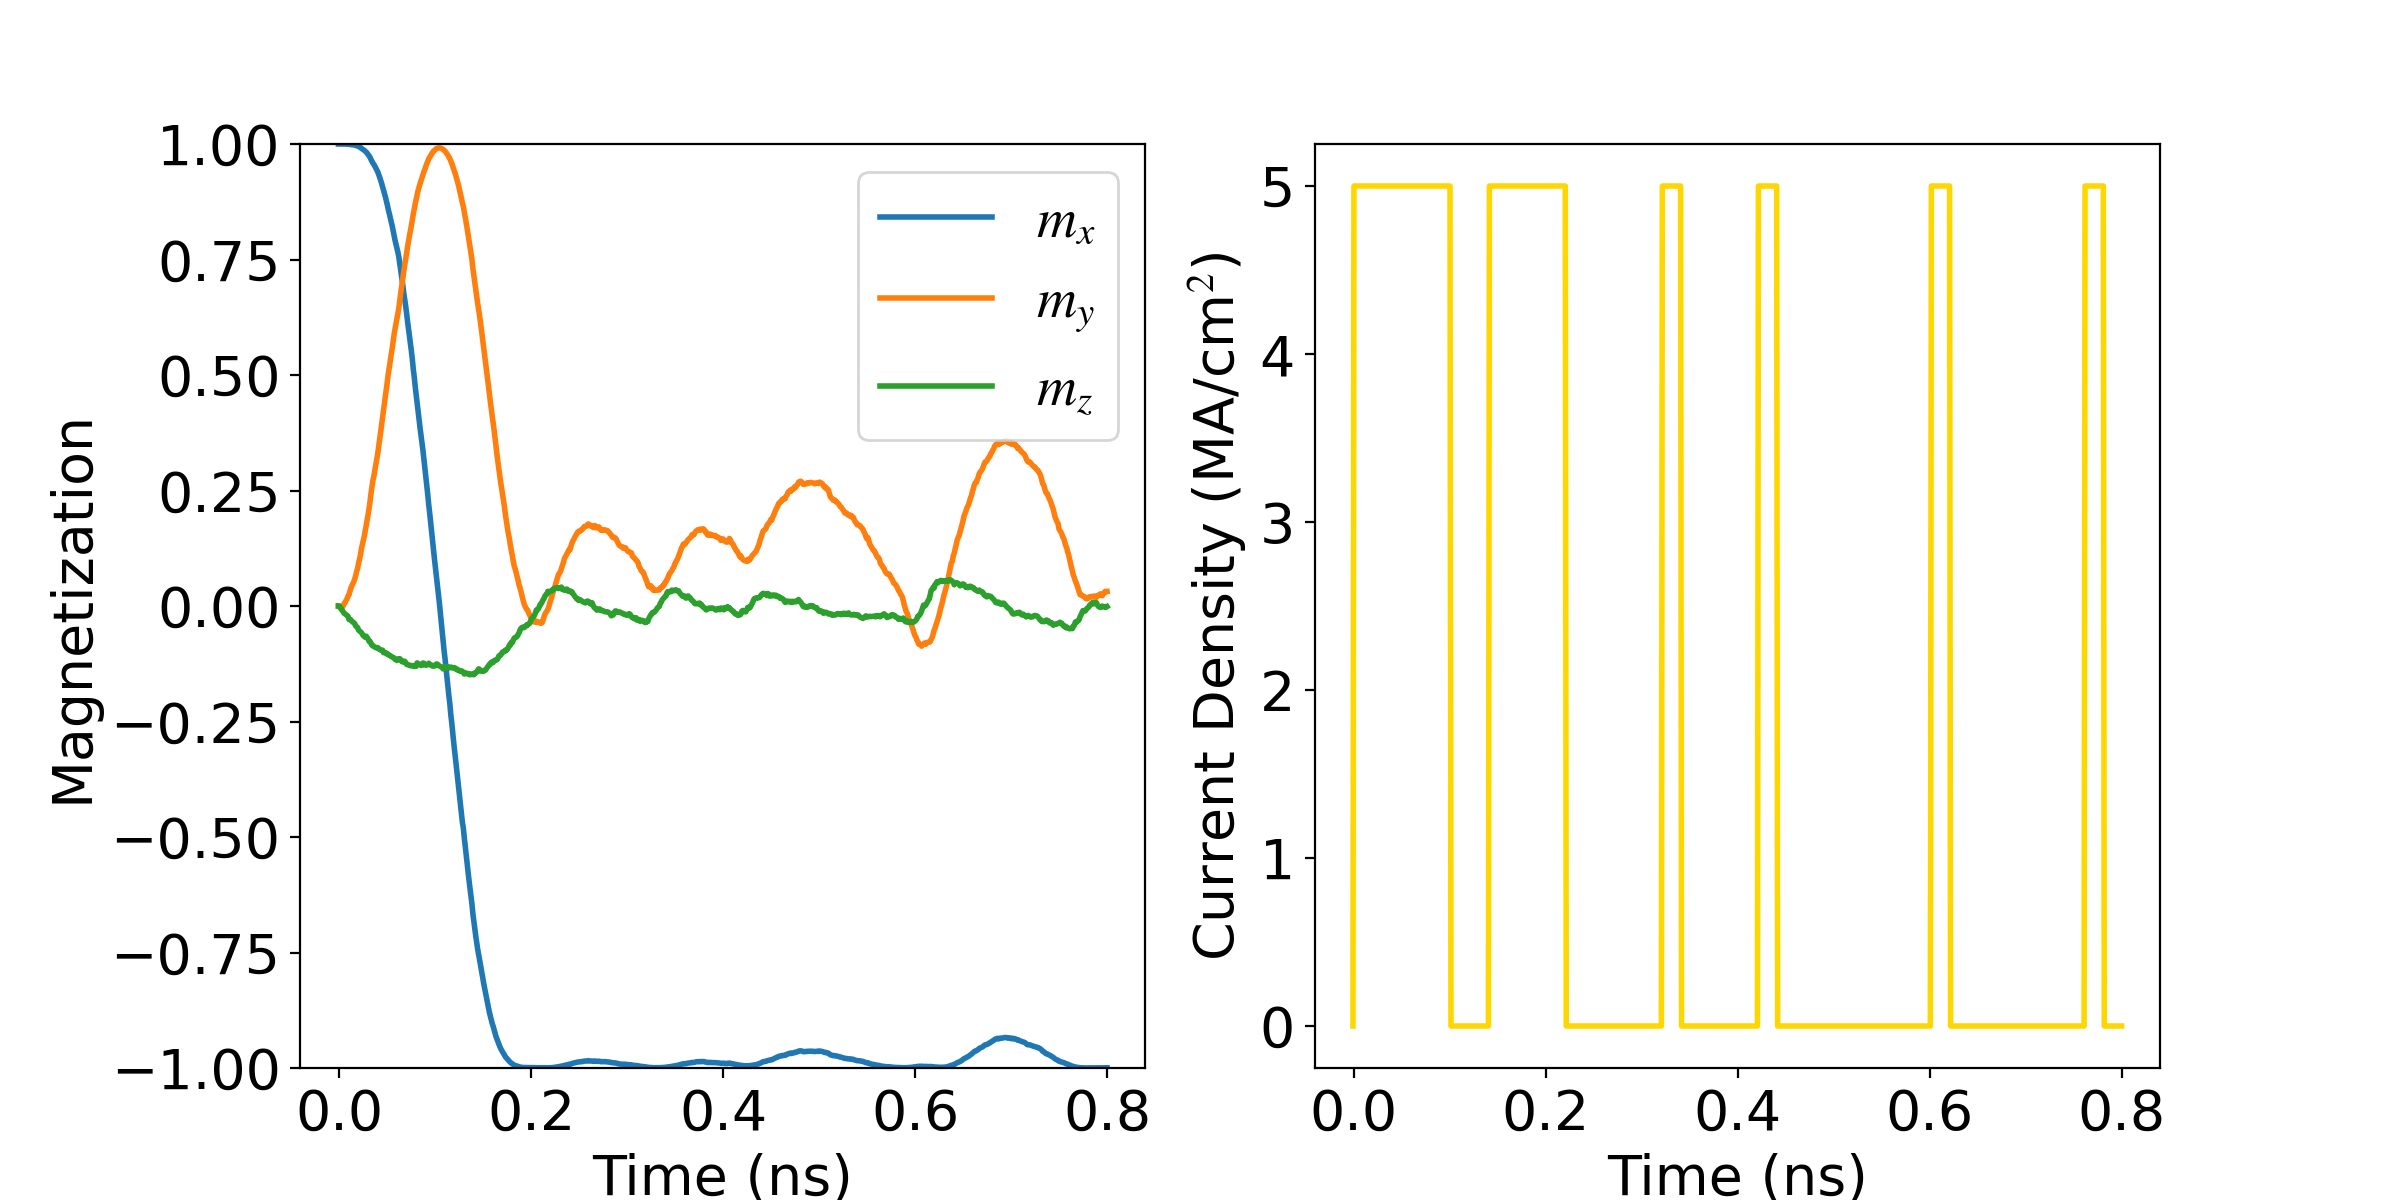 Magnetization
1.00
0.75
0.50
0.25
0.00
−0.25
−0.50
−0.75
−1.00
0.0 0.2 0.4 0.6 0.8
Time (ns)
m_x
m_y
m_z
Current Density (MA/cm²)
5
4
3
2
1
0
0.0 0.2 0.4 0.6 0.8
Time (ns)